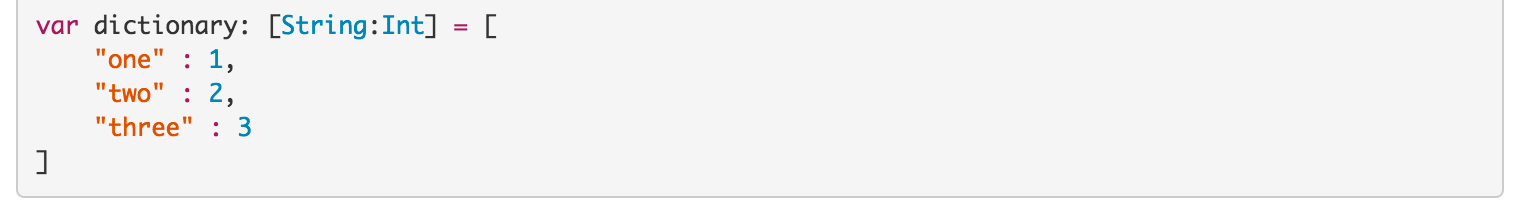 var dictionary: [String:Int] = [
    "one" : 1,
    "two" : 2,
    "three" : 3
]